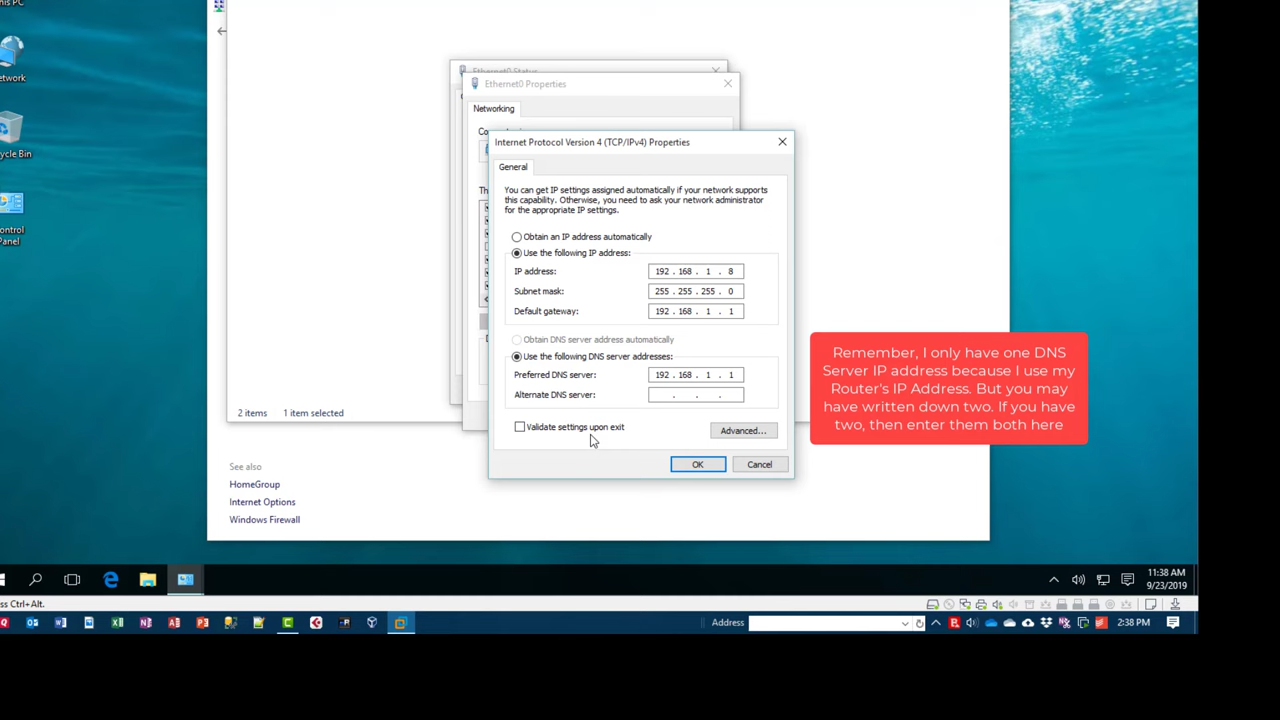 his PC
etwork
cycle Bin
ontrol
Panel
Ethernet0 Status
Ethernet0 Properties
Networking
Internet Protocol Version 4 (TCP/IPv4) Properties
General
You can get IP settings assigned automatically if your network supports
this capability. Otherwise, you need to ask your network administrator
for the appropriate IP settings.
Obtain an IP address automatically
Use the following IP address:
IP address: 192 . 168 . 1 . 8
Subnet mask: 255 . 255 . 255 . 0
Default gateway: 192 . 168 . 1 . 1
Obtain DNS server address automatically
Use the following DNS server addresses:
Preferred DNS server: 192 . 168 . 1 . 1
Alternate DNS server: . . .
Validate settings upon exit
Advanced...
OK
Cancel
Remember, I only have one DNS
Server IP address because I use my
Router's IP Address. But you may
have written down two. If you have
two, then enter them both here
2 items
1 item selected
See also
HomeGroup
Internet Options
Windows Firewall
11:38 AM
9/23/2019
ss Ctrl+Alt.
Address
2:38 PM